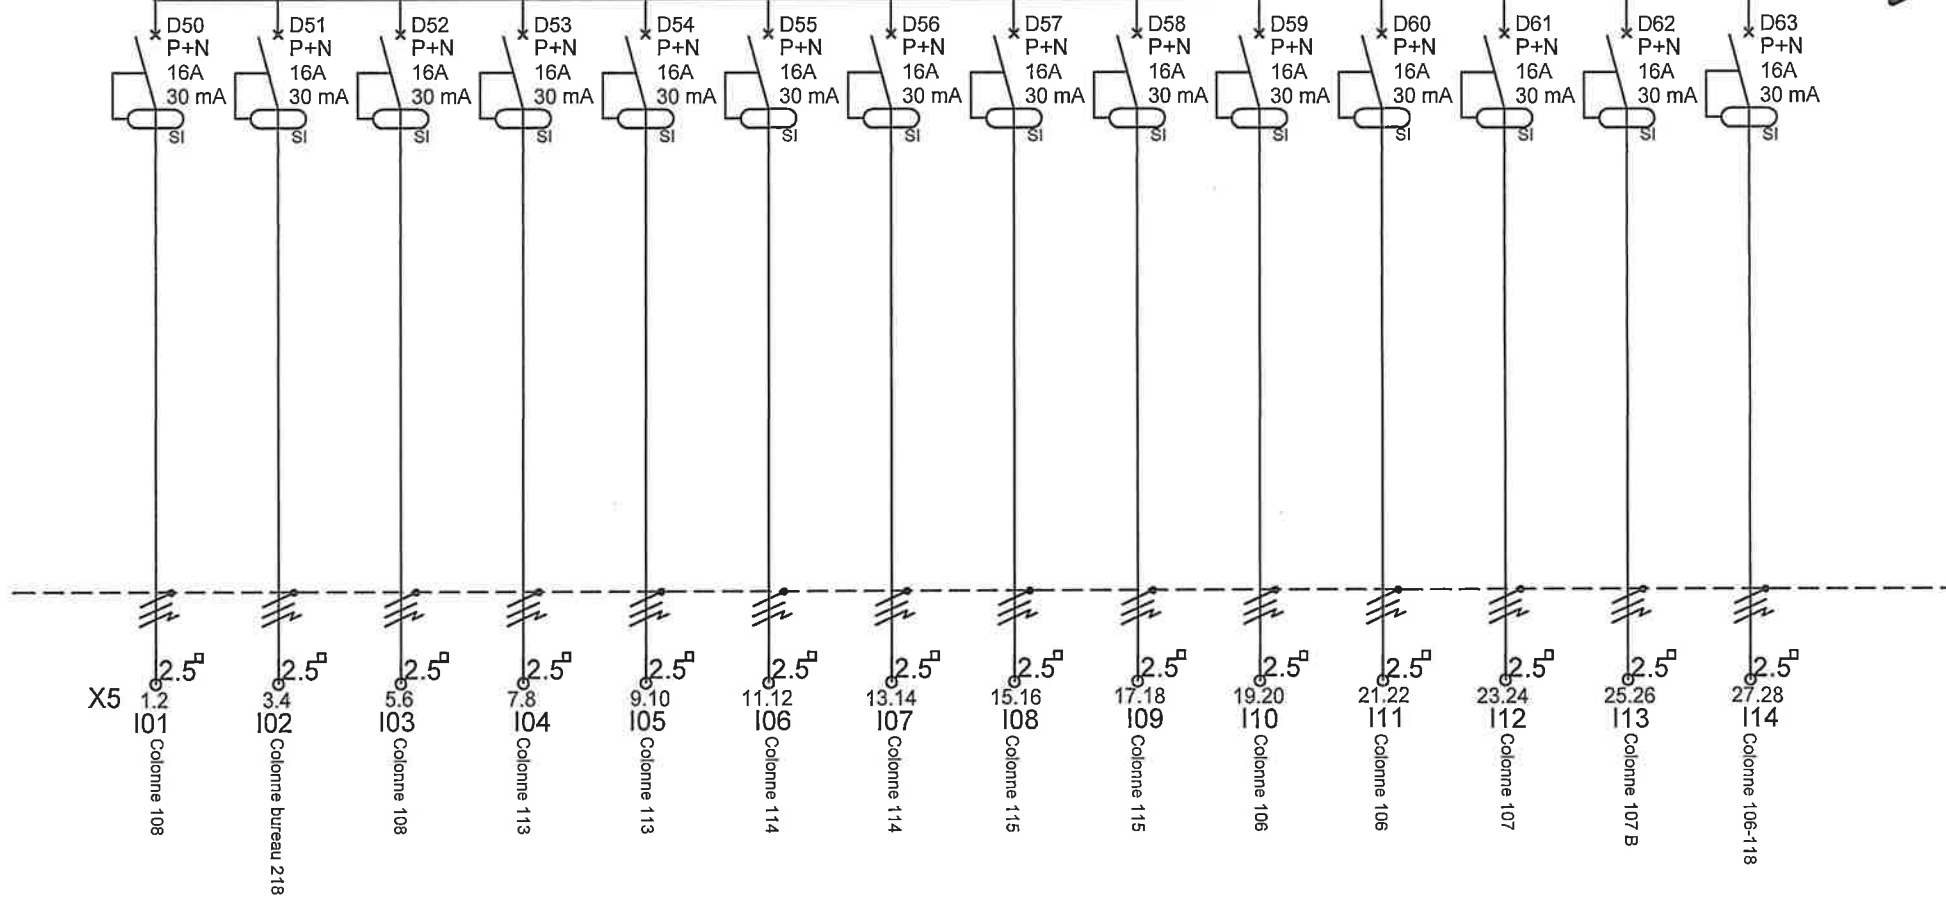 D50
P+N
16A
30 mA
SI
D51
P+N
16A
30 mA
SI
D52
P+N
16A
30 mA
SI
D53
P+N
16A
30 mA
SI
D54
P+N
16A
30 mA
SI
D55
P+N
16A
30 mA
SI
D56
P+N
16A
30 mA
SI
D57
P+N
16A
30 mA
SI
D58
P+N
16A
30 mA
SI
D59
P+N
16A
30 mA
SI
D60
P+N
16A
30 mA
SI
D61
P+N
16A
30 mA
SI
D62
P+N
16A
30 mA
SI
D63
P+N
16A
30 mA
SI
X5
2.5
1.2
I01
Colonne 108
2.5
3.4
I02
Colonne bureau 218
2.5
5.6
I03
Colonne 108
2.5
7.8
I04
Colonne 113
2.5
9.10
I05
Colonne 113
2.5
11.12
I06
Colonne 114
2.5
13.14
I07
Colonne 114
2.5
15.16
I08
Colonne 115
2.5
17.18
I09
Colonne 115
2.5
19.20
I10
Colonne 106
2.5
21.22
I11
Colonne 106
2.5
23.24
I12
Colonne 107
2.5
25.26
I13
Colonne 107 B
2.5
27.28
I14
Colonne 106-118